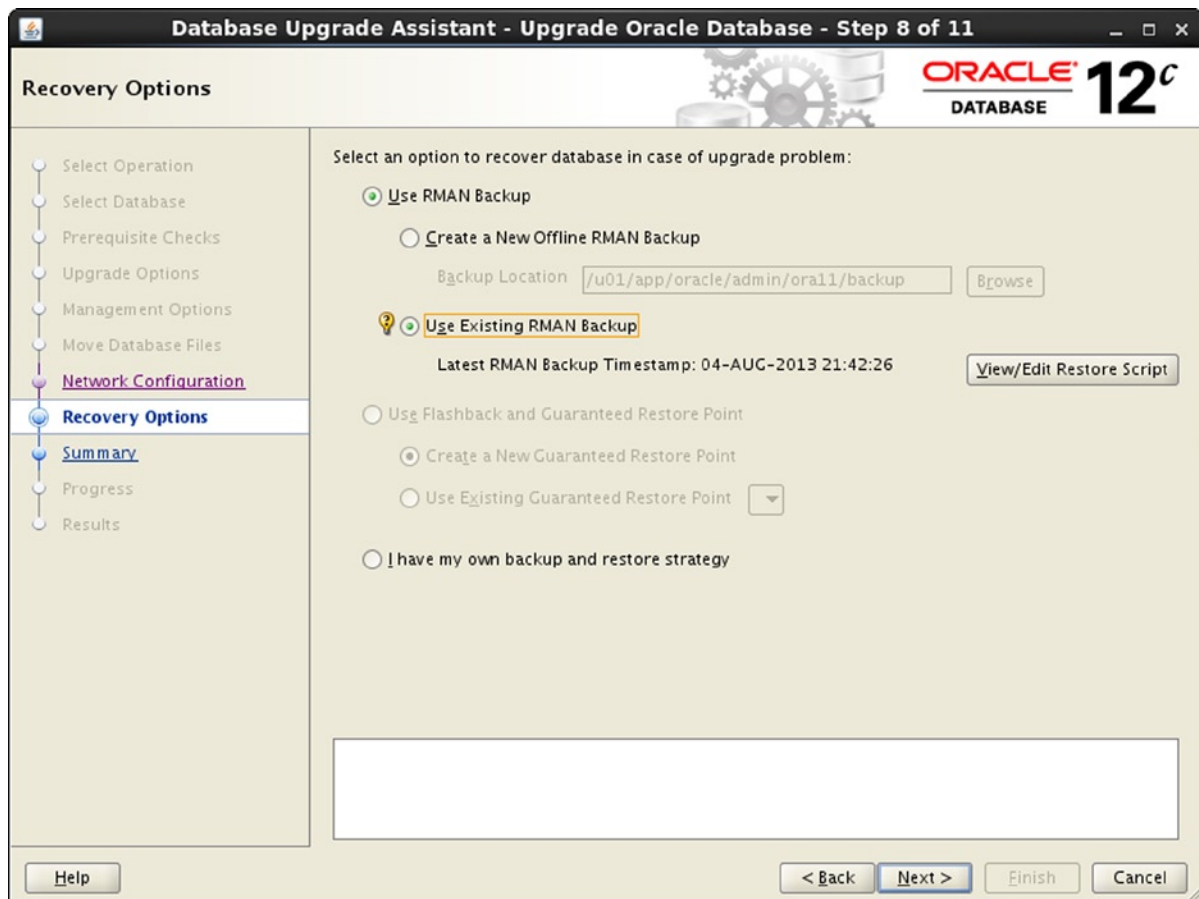 Database Upgrade Assistant - Upgrade Oracle Database - Step 8 of 11
Recovery Options
ORACLE
DATABASE
12c
Select Operation
Select Database
Prerequisite Checks
Upgrade Options
Management Options
Move Database Files
Network Configuration
Recovery Options
Summary
Progress
Results
Select an option to recover database in case of upgrade problem:
Use RMAN Backup
Create a New Offline RMAN Backup
Backup Location /u01/app/oracle/admin/ora11/backup Browse
Use Existing RMAN Backup
Latest RMAN Backup Timestamp: 04-AUG-2013 21:42:26 View/Edit Restore Script
Use Flashback and Guaranteed Restore Point
Create a New Guaranteed Restore Point
Use Existing Guaranteed Restore Point
I have my own backup and restore strategy
Help < Back Next > Finish Cancel